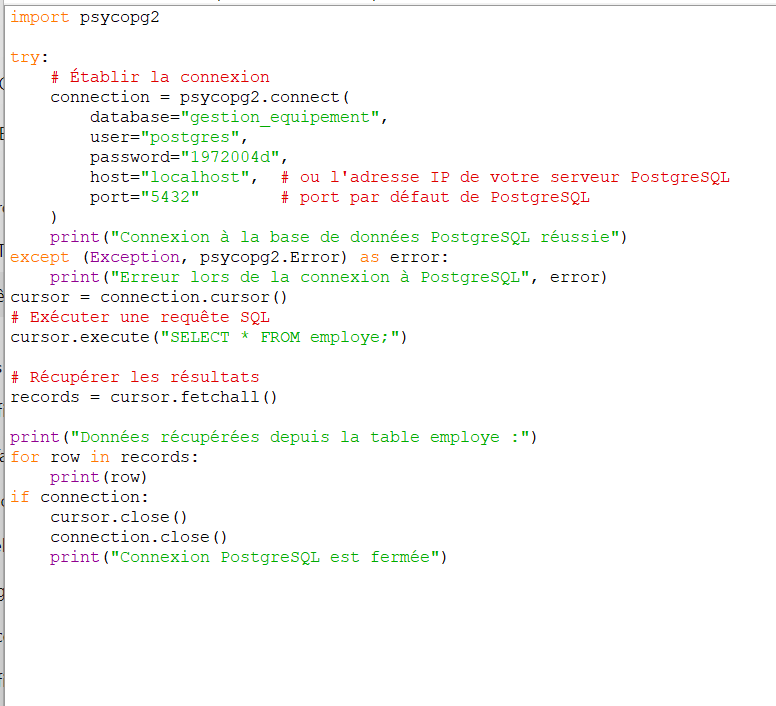 import psycopg2
try:
    # Établir la connexion
    connection = psycopg2.connect(
        database="gestion_equipement",
        user="postgres",
        password="1972004d",
        host="localhost",  # ou l'adresse IP de votre serveur PostgreSQL
        port="5432"        # port par défaut de PostgreSQL
    )
    print("Connexion à la base de données PostgreSQL réussie")
except (Exception, psycopg2.Error) as error:
    print("Erreur lors de la connexion à PostgreSQL", error)
cursor = connection.cursor()
# Exécuter une requête SQL
cursor.execute("SELECT * FROM employe;")
# Récupérer les résultats
records = cursor.fetchall()
print("Données récupérées depuis la table employe :")
for row in records:
    print(row)
if connection:
    cursor.close()
    connection.close()
    print("Connexion PostgreSQL est fermée")